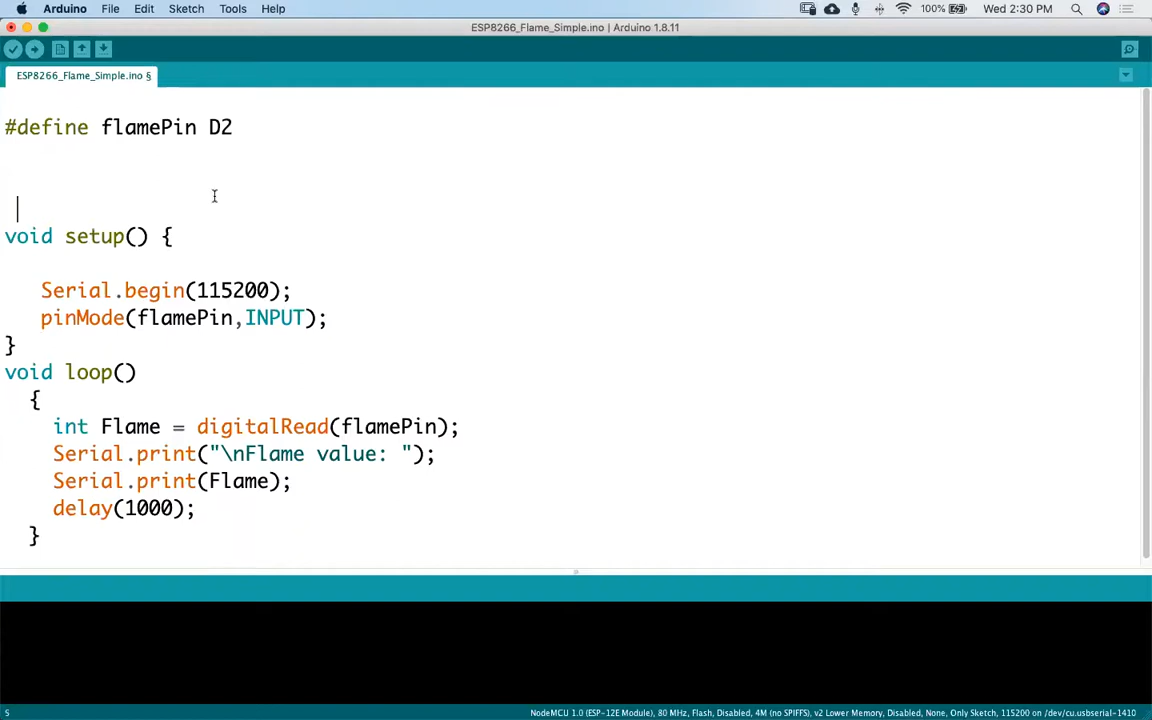 Arduino File Edit Sketch Tools Help 100% Wed 2:30 PM
ESP8266_Flame_Simple.ino | Arduino 1.8.11
ESP8266_Flame_Simple.ino §
#define flamePin D2
void setup() {
Serial.begin(115200);
pinMode(flamePin,INPUT);
}
void loop()
{
int Flame = digitalRead(flamePin);
Serial.print("\nFlame value: ");
Serial.print(Flame);
delay(1000);
}
5 NodeMCU 1.0 (ESP-12E Module), 80 MHz, Flash, Disabled, 4M (no SPIFFS), v2 Lower Memory, Disabled, None, Only Sketch, 115200 on /dev/cu.usbserial-1410